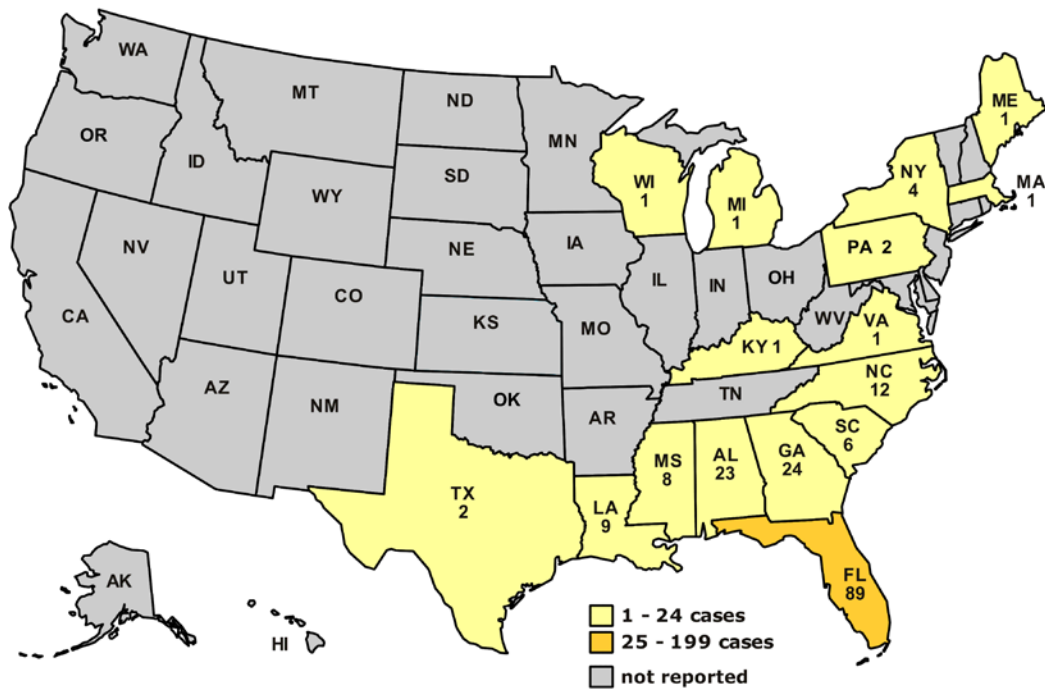 WA
MT
ND
MN
OR
ID
SD
WY
WI
1
MI
1
NY
4
ME
1
MA
1
NV
UT
CO
NE
IA
IL
IN
OH
PA 2
CA
KS
MO
WV
VA
1
KY 1
AZ
NM
OK
AR
TN
NC
12
SC
6
TX
2
LA
9
MS
8
AL
23
GA
24
FL
89
AK
HI
1 - 24 cases
25 - 199 cases
not reported